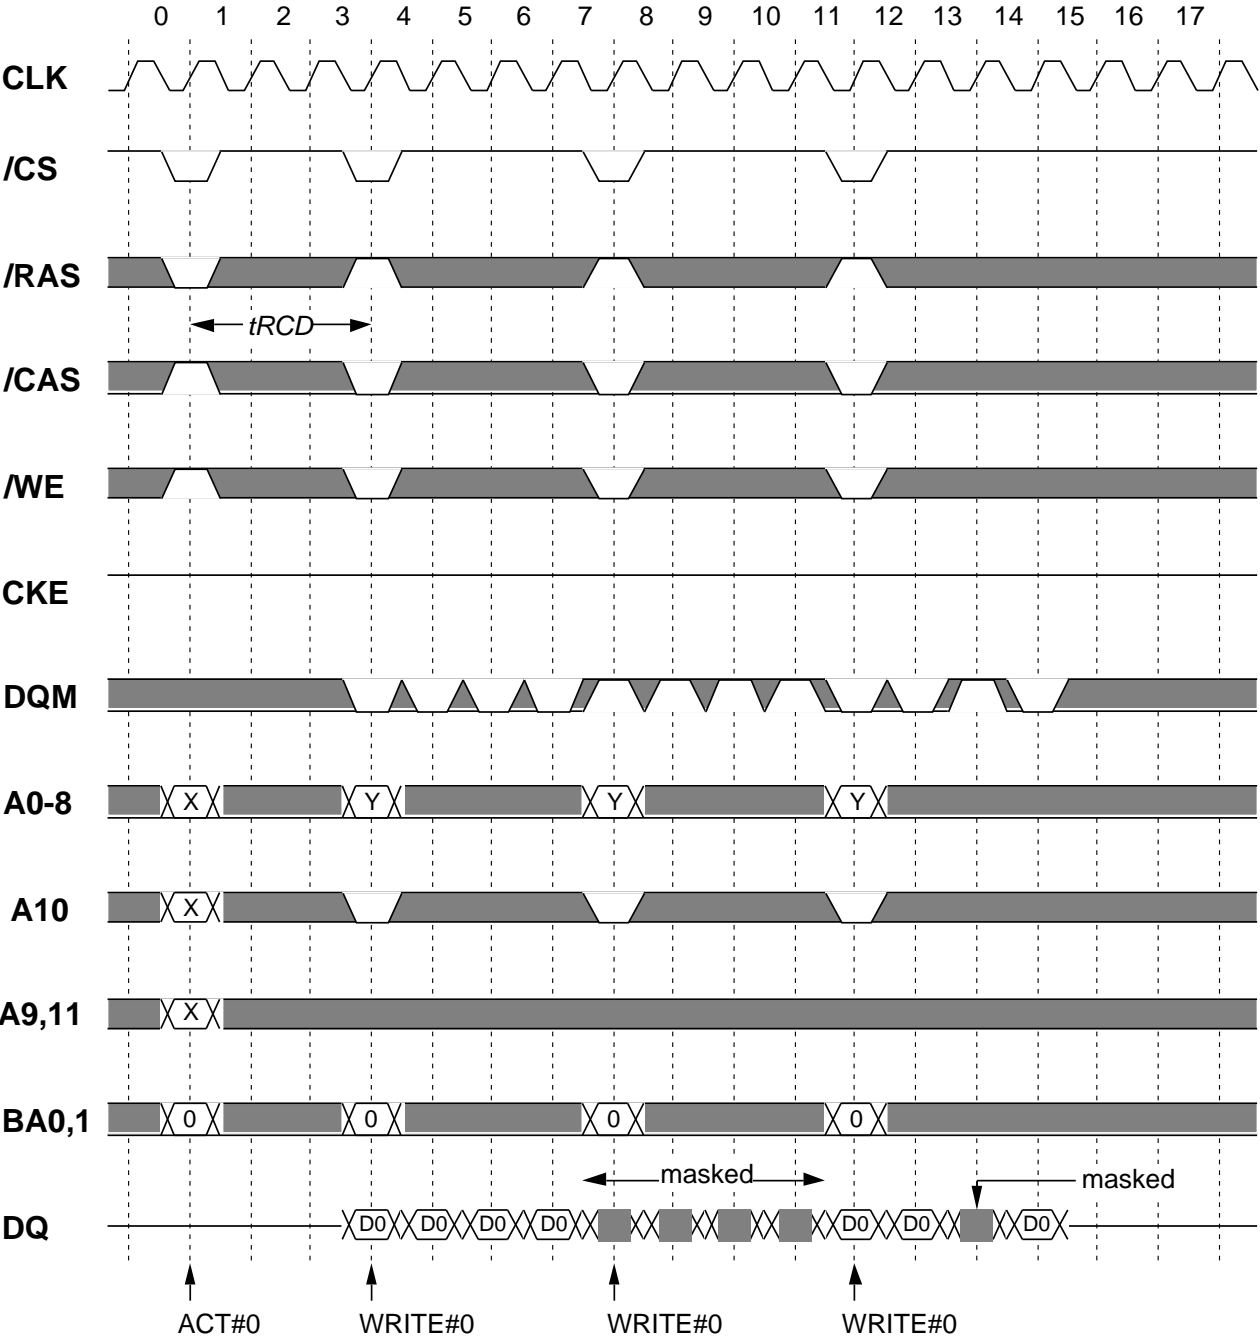 0 1 2 3 4 5 6 7 8 9 10 11 12 13 14 15 16 17
CLK
/CS
/RAS
tRCD
/CAS
/WE
CKE
DQM
A0-8 X Y Y Y
A10 X
A9,11 X
BA0,1 0 0 0 0
masked masked
DQ D0 D0 D0 D0 D0 D0 D0
ACT#0 WRITE#0 WRITE#0 WRITE#0